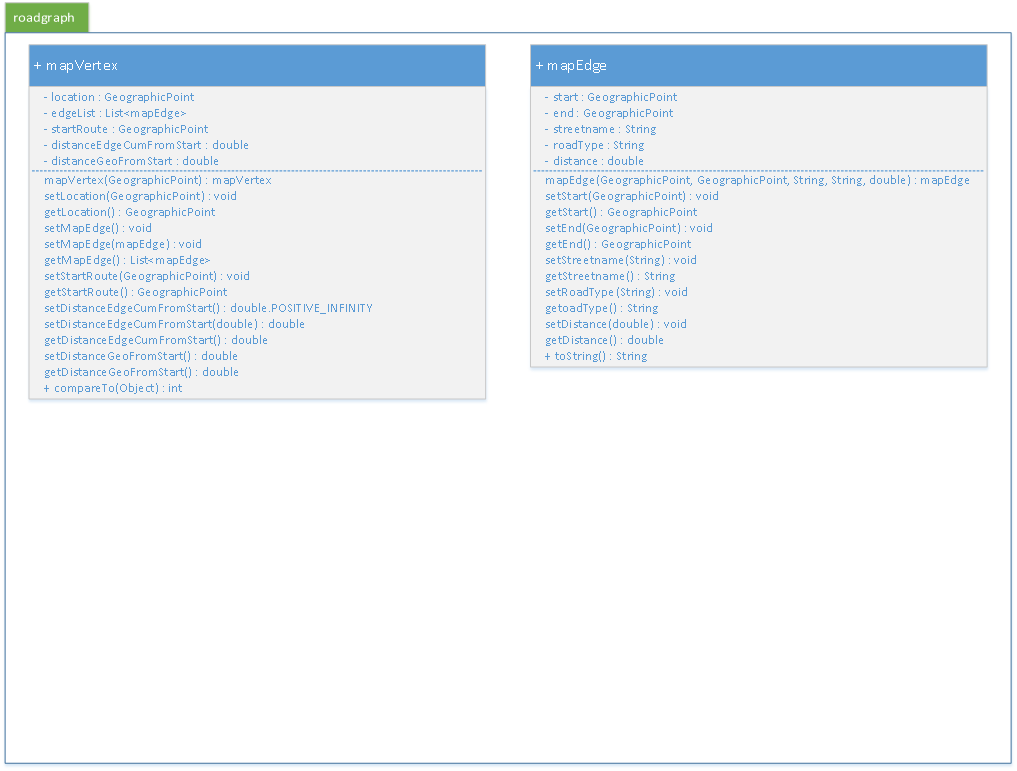 roadgraph
+ mapVertex
- location : GeographicPoint
- edgeList : List<mapEdge>
- startRoute : GeographicPoint
- distanceEdgeCumFromStart : double
- distanceGeoFromStart : double
mapVertex(GeographicPoint) : mapVertex
setLocation(GeographicPoint) : void
getLocation() : GeographicPoint
setMapEdge() : void
setMapEdge(mapEdge) : void
getMapEdge() : List<mapEdge>
setStartRoute(GeographicPoint) : void
getStartRoute() : GeographicPoint
setDistanceEdgeCumFromStart() : double.POSITIVE_INFINITY
setDistanceEdgeCumFromStart(double) : double
getDistanceEdgeCumFromStart() : double
setDistanceGeoFromStart() : double
getDistanceGeoFromStart() : double
+ compareTo(Object) : int
+ mapEdge
- start : GeographicPoint
- end : GeographicPoint
- streetname : String
- roadType : String
- distance : double
mapEdge(GeographicPoint, GeographicPoint, String, String, double) : mapEdge
setStart(GeographicPoint) : void
getStart() : GeographicPoint
setEnd(GeographicPoint) : void
getEnd() : GeographicPoint
setStreetname(String) : void
getStreetname() : String
setRoadType(String) : void
getoadType() : String
setDistance(double) : void
getDistance() : double
+ toString() : String